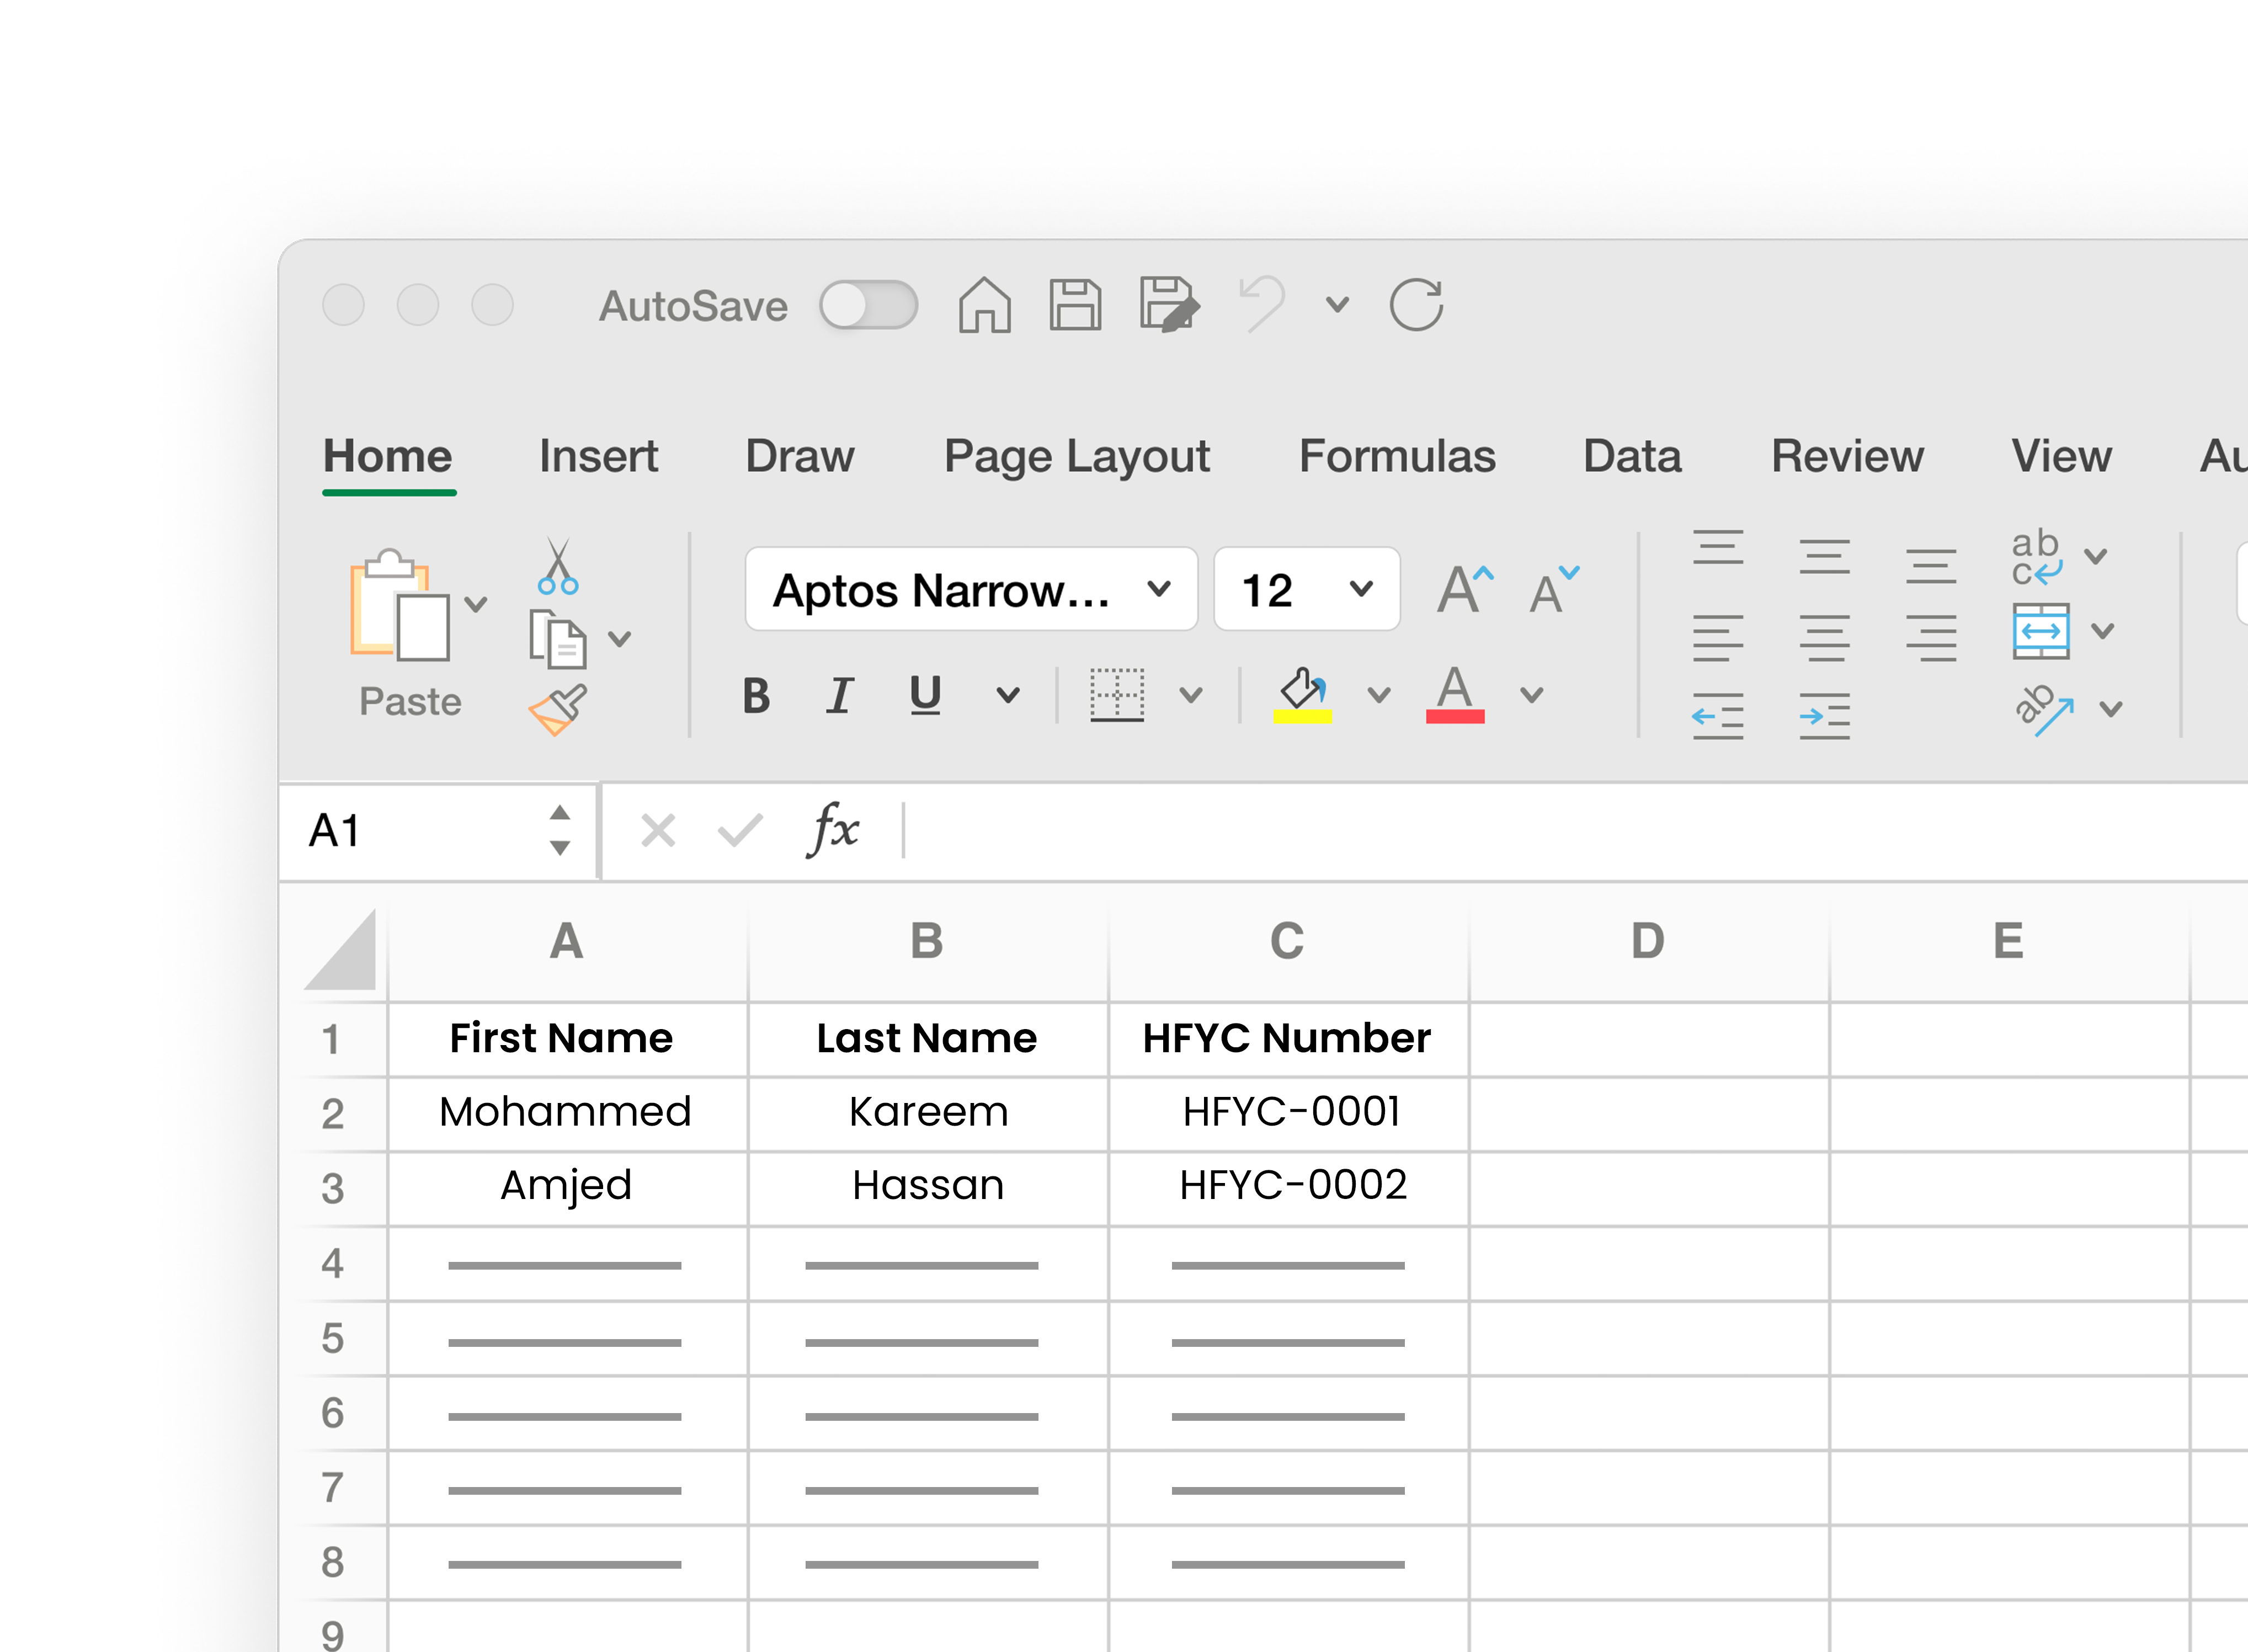 AutoSave
Home Insert Draw Page Layout Formulas Data Review View Au
Paste
Aptos Narrow... 12 A A
ab
c
B I U A
ab
A1 fx
A B C D E
1 First Name Last Name HFYC Number
2 Mohammed Kareem HFYC-0001
3 Amjed Hassan HFYC-0002
4
5
6
7
8
9